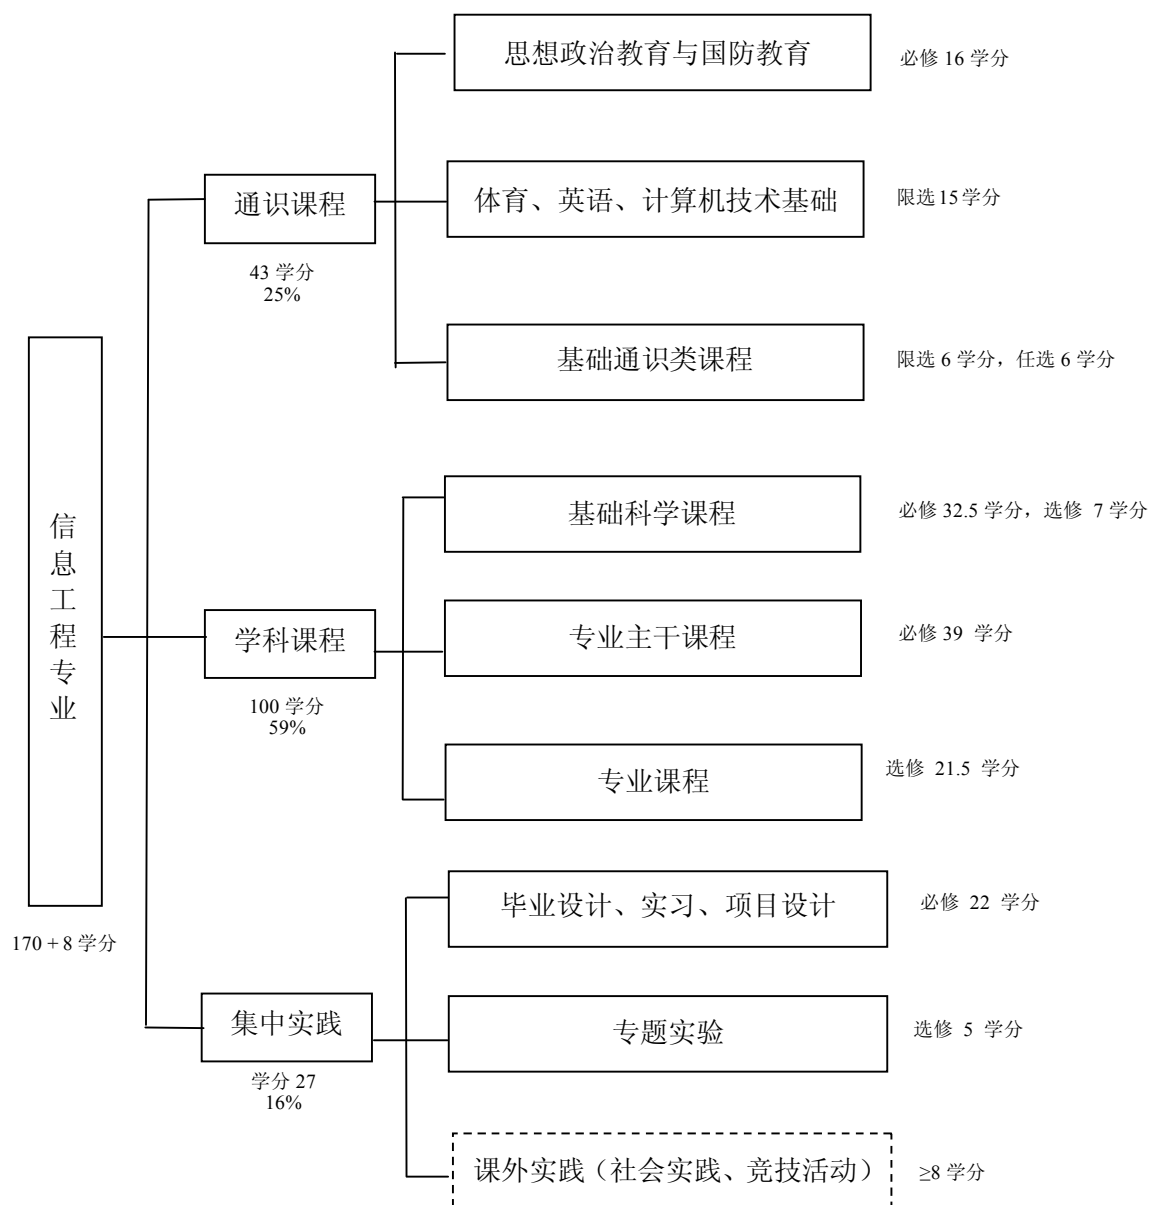 思想政治教育与国防教育
必修 16 学分
通识课程
43 学分
25%
体育、英语、计算机技术基础
限选 15 学分
基础通识类课程
限选 6 学分，任选 6 学分
信
息
工
程
专
业
170 + 8 学分
基础科学课程
必修 32.5 学分，选修 7 学分
学科课程
100 学分
59%
专业主干课程
必修 39 学分
专业课程
选修 21.5 学分
毕业设计、实习、项目设计
必修 22 学分
集中实践
学分 27
16%
专题实验
选修 5 学分
课外实践（社会实践、竞技活动）
≥8 学分